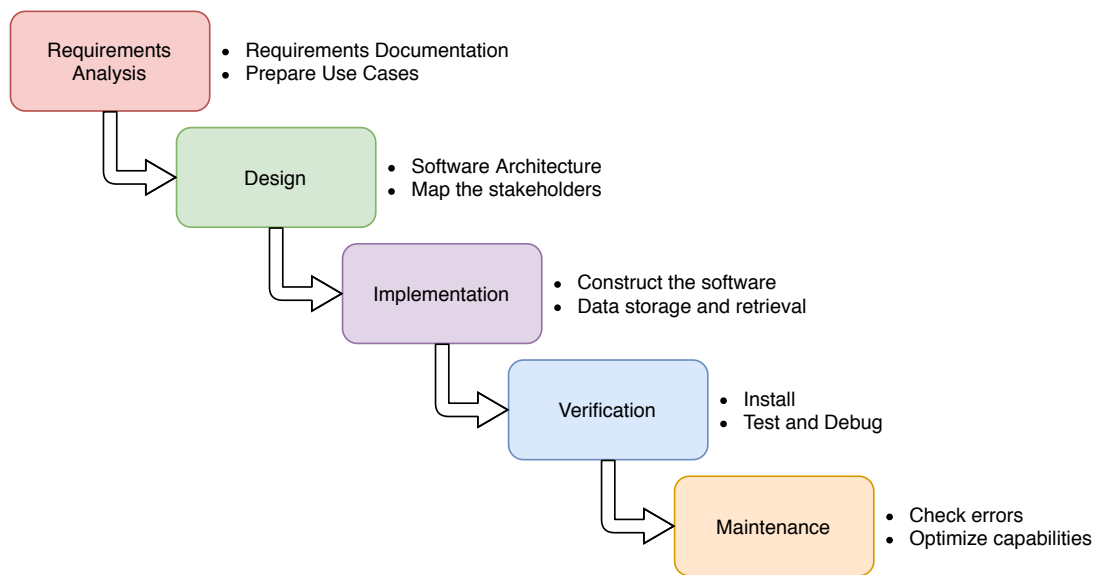 Requirements
Analysis
• Requirements Documentation
• Prepare Use Cases
Design
• Software Architecture
• Map the stakeholders
Implementation
• Construct the software
• Data storage and retrieval
Verification
• Install
• Test and Debug
Maintenance
• Check errors
• Optimize capabilities